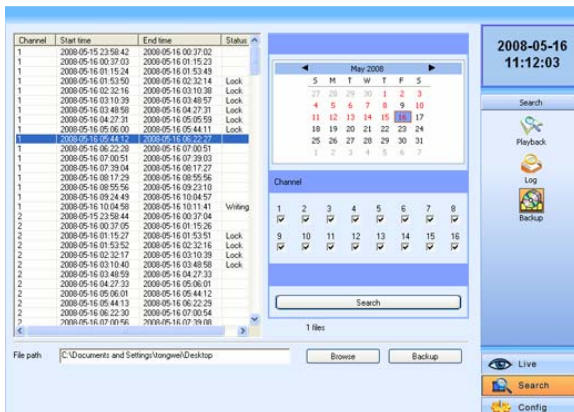 Channel Start time End time Status
1 2008-05-15 23:58:42 2008-05-16 00:37:02
1 2008-05-16 00:37:03 2008-05-16 01:15:23
1 2008-05-16 01:15:24 2008-05-16 01:53:49
1 2008-05-16 01:53:50 2008-05-16 02:32:14 Lock
1 2008-05-16 02:32:16 2008-05-16 03:10:38 Lock
1 2008-05-16 03:10:39 2008-05-16 03:48:57 Lock
1 2008-05-16 03:48:58 2008-05-16 04:27:31 Lock
1 2008-05-16 04:27:31 2008-05-16 05:05:59 Lock
1 2008-05-16 05:06:00 2008-05-16 05:44:11 Lock
1 2008-05-16 05:44:12 2008-05-16 06:22:27
1 2008-05-16 06:22:28 2008-05-16 07:00:51
1 2008-05-16 07:00:51 2008-05-16 07:39:03
1 2008-05-16 07:39:04 2008-05-16 08:17:27
1 2008-05-16 08:17:29 2008-05-16 08:55:56
1 2008-05-16 08:55:56 2008-05-16 09:23:10
1 2008-05-16 09:24:49 2008-05-16 10:04:57
1 2008-05-16 10:04:58 2008-05-16 10:11:41 Writing
2 2008-05-15 23:58:44 2008-05-16 00:37:04
2 2008-05-16 00:37:05 2008-05-16 01:15:26
2 2008-05-16 01:15:27 2008-05-16 01:53:51 Lock
2 2008-05-16 01:53:52 2008-05-16 02:32:16 Lock
2 2008-05-16 02:32:17 2008-05-16 03:10:39 Lock
2 2008-05-16 03:10:40 2008-05-16 03:48:58 Lock
2 2008-05-16 03:48:59 2008-05-16 04:27:33
2 2008-05-16 04:27:33 2008-05-16 05:06:01
2 2008-05-16 05:06:01 2008-05-16 05:44:12
2 2008-05-16 05:44:13 2008-05-16 06:22:29
2 2008-05-16 06:22:30 2008-05-16 07:00:54
2 2008-05-16 07:00:56 2008-05-16 07:39:08
File path C:\Documents and Settings\tongwei\Desktop Browse Backup
May 2008
S M T W T F S
27 28 29 30 1 2 3
4 5 6 7 8 9 10
11 12 13 14 15 16 17
18 19 20 21 22 23 24
25 26 27 28 29 30 31
1 2 3 4 5 6 7
Channel
1 2 3 4 5 6 7 8
9 10 11 12 13 14 15 16
Search
1 files
2008-05-16
11:12:03
Search
Playback
Log
Backup
Live
Search
Config